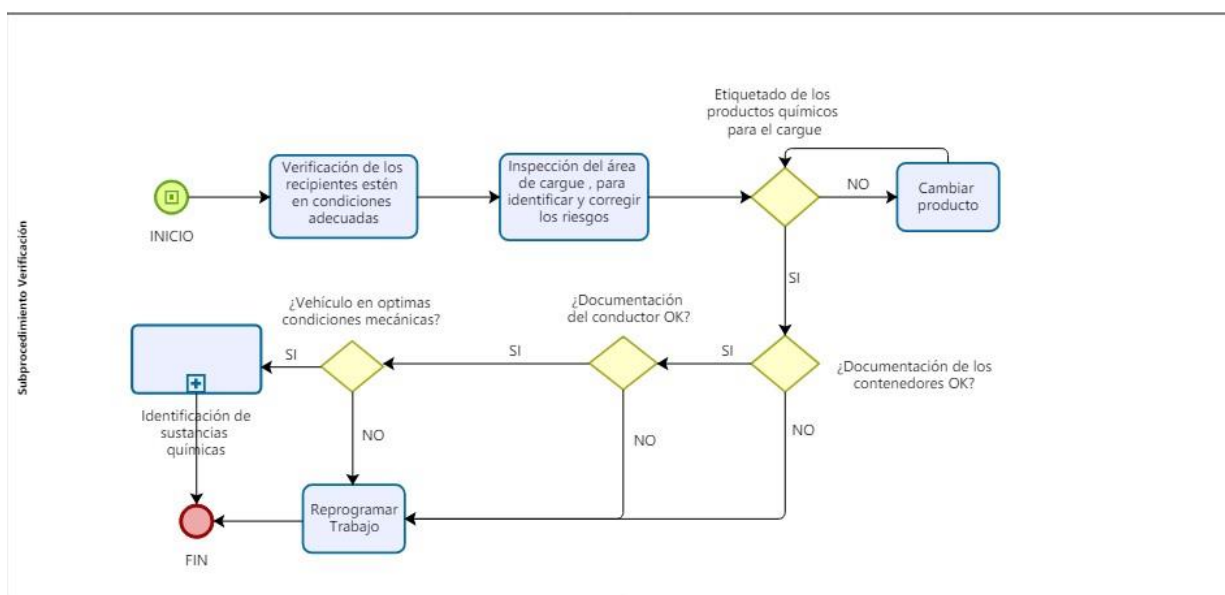 Subprocedimiento Verificación
INICIO
Verificación de los
recipientes estén
en condiciones
adecuadas
Inspección del área
de cargue , para
identificar y corregir
los riesgos
Etiquetado de los
productos químicos
para el cargue
NO
Cambiar
producto
SI
¿Documentación de los
contenedores OK?
SI
NO
¿Documentación
del conductor OK?
SI
NO
¿Vehículo en optimas
condiciones mecánicas?
SI
NO
Identificación de
sustancias
químicas
Reprogramar
Trabajo
FIN